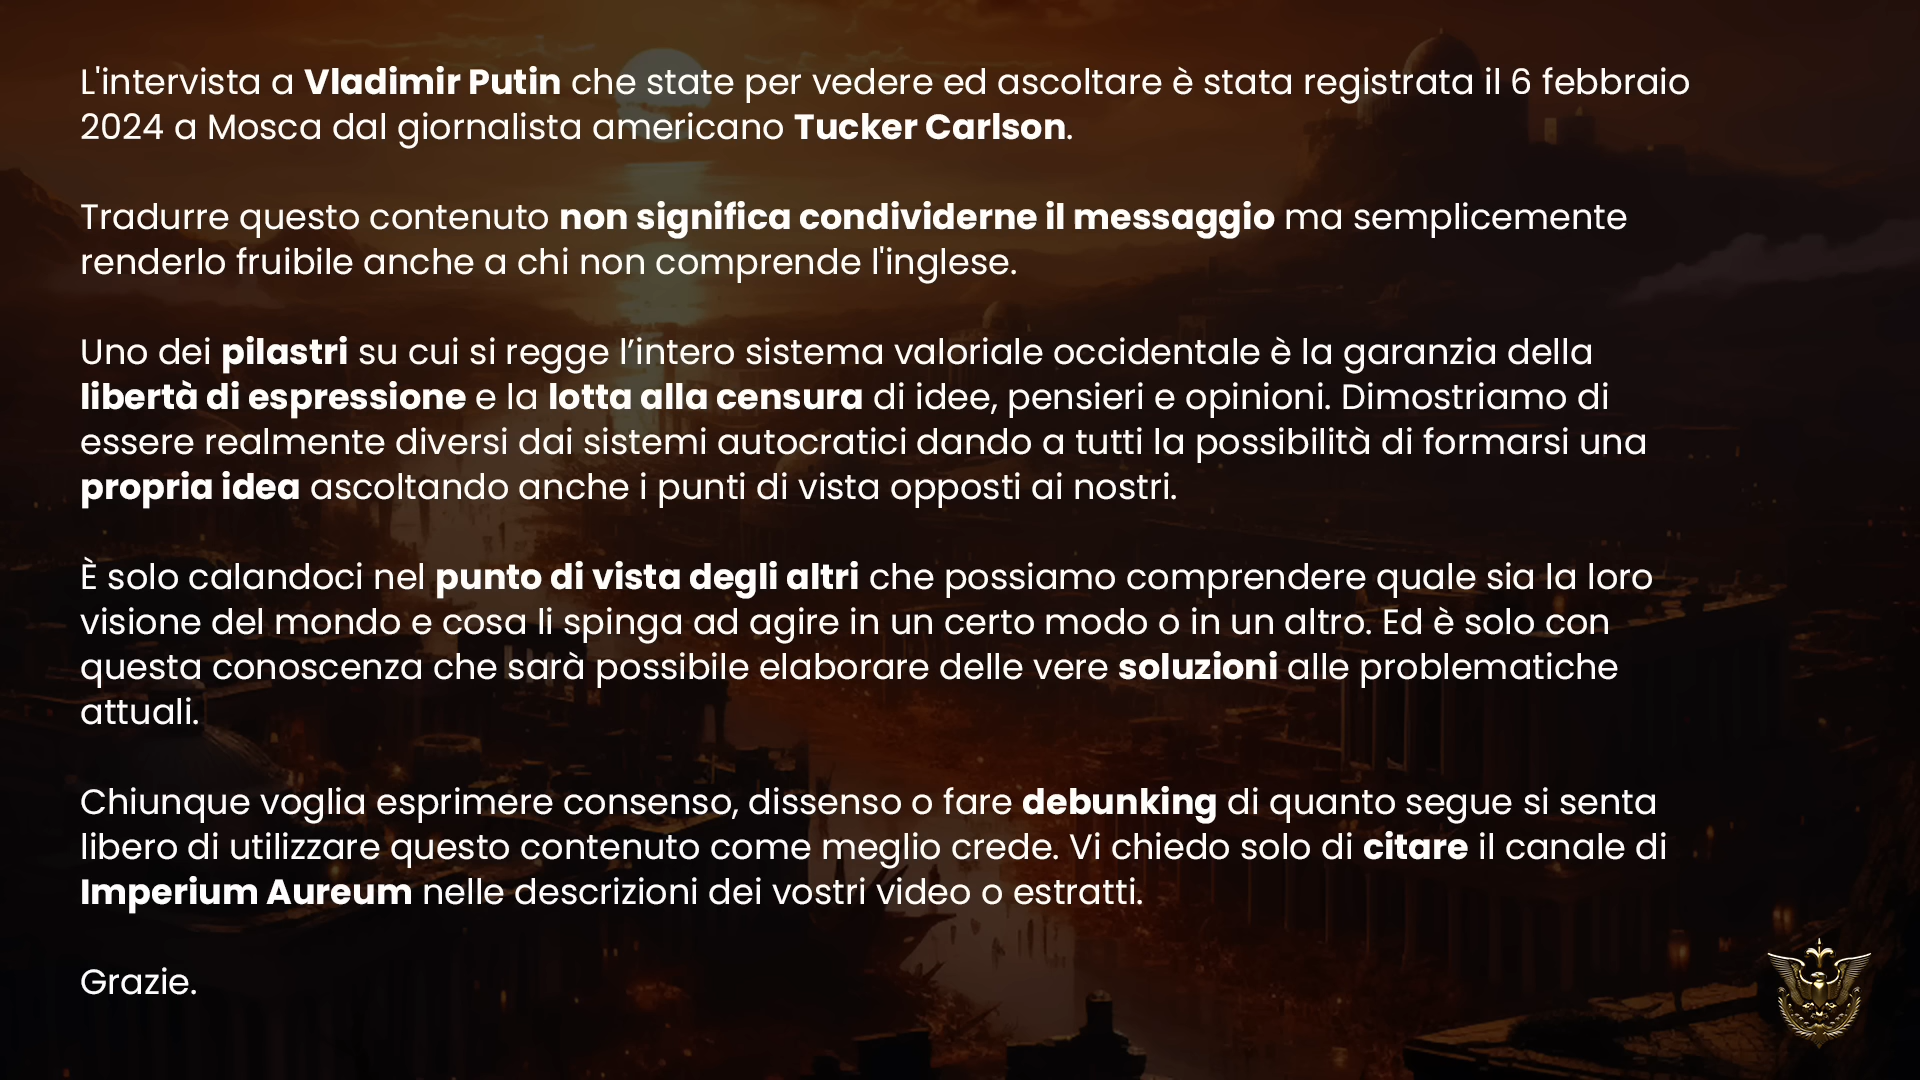 L'intervista a Vladimir Putin che state per vedere ed ascoltare è stata registrata il 6 febbraio
2024 a Mosca dal giornalista americano Tucker Carlson.
Tradurre questo contenuto non significa condividerne il messaggio ma semplicemente
renderlo fruibile anche a chi non comprende l'inglese.
Uno dei pilastri su cui si regge l’intero sistema valoriale occidentale è la garanzia della
libertà di espressione e la lotta alla censura di idee, pensieri e opinioni. Dimostriamo di
essere realmente diversi dai sistemi autocratici dando a tutti la possibilità di formarsi una
propria idea ascoltando anche i punti di vista opposti ai nostri.
È solo calandoci nel punto di vista degli altri che possiamo comprendere quale sia la loro
visione del mondo e cosa li spinga ad agire in un certo modo o in un altro. Ed è solo con
questa conoscenza che sarà possibile elaborare delle vere soluzioni alle problematiche
attuali.
Chiunque voglia esprimere consenso, dissenso o fare debunking di quanto segue si senta
libero di utilizzare questo contenuto come meglio crede. Vi chiedo solo di citare il canale di
Imperium Aureum nelle descrizioni dei vostri video o estratti.
Grazie.